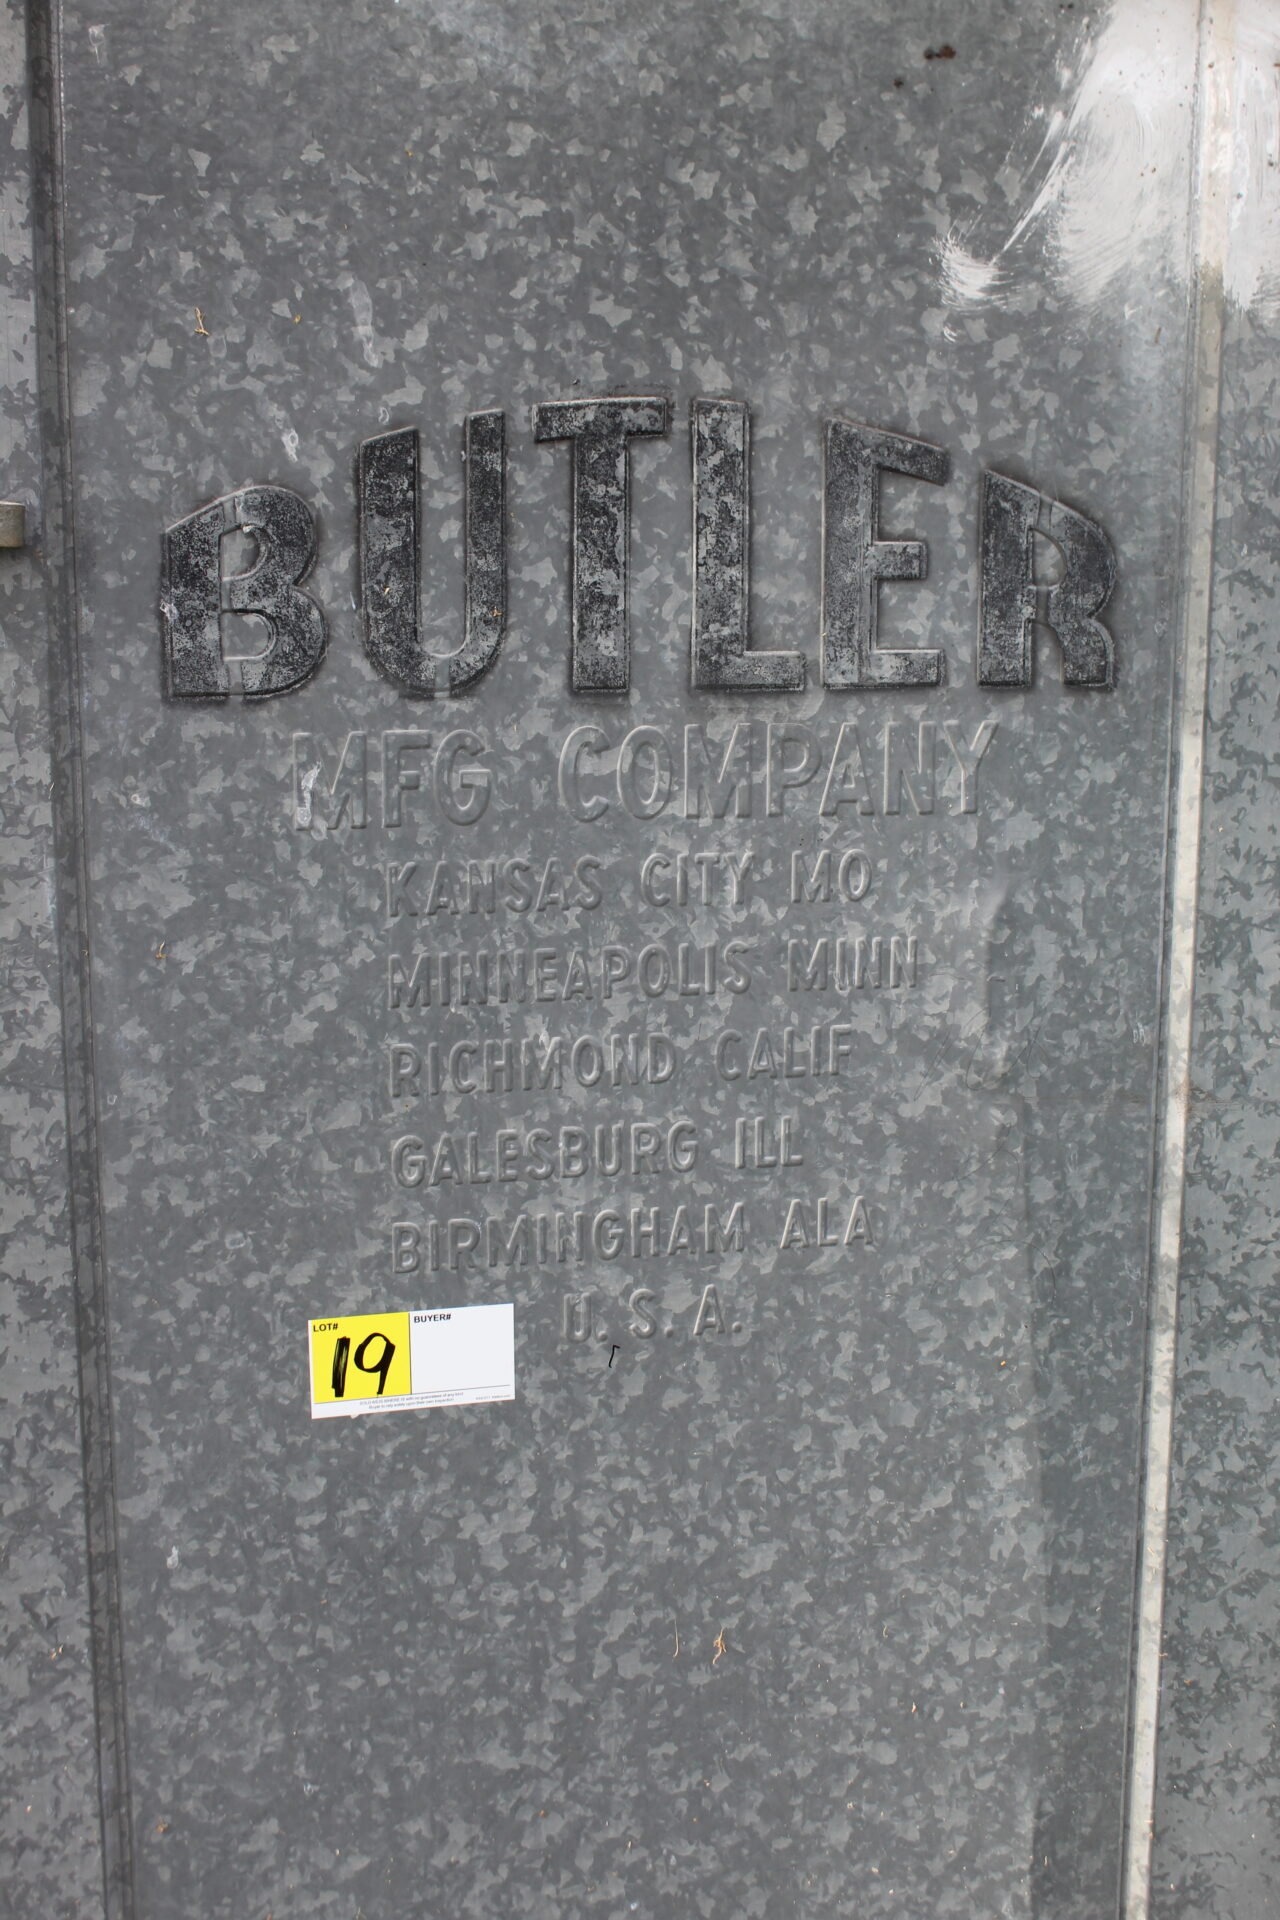 BUTLER
MFG COMPANY
KANSAS CITY MO
MINNEAPOLIS MINN
RICHMOND CALIF
GALESBURG ILL
BIRMINGHAM ALA
U. S. A.
LOT# BUYER#
19